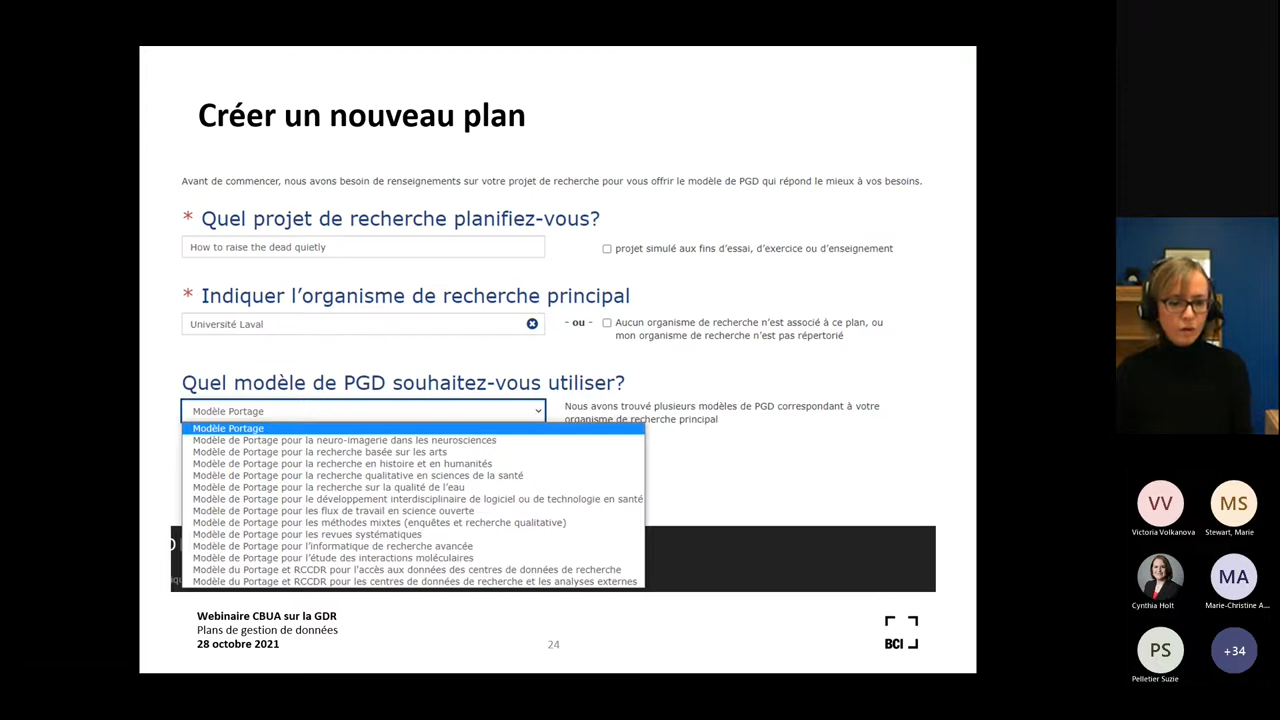 Créer un nouveau plan
Avant de commencer, nous avons besoin de renseignements sur votre projet de recherche pour vous offrir le modèle de PGD qui répond le mieux à vos besoins.
* Quel projet de recherche planifiez-vous?
How to raise the dead quietly
projet simulé aux fins d'essai, d'exercice ou d'enseignement
* Indiquer l'organisme de recherche principal
Université Laval
- ou -
Aucun organisme de recherche n'est associé à ce plan, ou
mon organisme de recherche n'est pas répertorié
Quel modèle de PGD souhaitez-vous utiliser?
Modèle Portage
Nous avons trouvé plusieurs modèles de PGD correspondant à votre
organisme de recherche principal
Modèle Portage
Modèle de Portage pour la neuro-imagerie dans les neurosciences
Modèle de Portage pour la recherche basée sur les arts
Modèle de Portage pour la recherche en histoire et en humanités
Modèle de Portage pour la recherche qualitative en sciences de la santé
Modèle de Portage pour la recherche sur la qualité de l'eau
Modèle de Portage pour le développement interdisciplinaire de logiciel ou de technologie en santé
Modèle de Portage pour les flux de travail en science ouverte
Modèle de Portage pour les méthodes mixtes (enquêtes et recherche qualitative)
Modèle de Portage pour les revues systématiques
Modèle de Portage pour l'informatique de recherche avancée
Modèle de Portage pour l'étude des interactions moléculaires
Modèle du Portage et RCCDR pour l'accès aux données des centres de données de recherche
Modèle du Portage et RCCDR pour les centres de données de recherche et les analyses externes
Webinaire CBUA sur la GDR
Plans de gestion de données
28 octobre 2021
24
BCI
VV
Victoria Volkanova
MS
Stewart, Marie
Cynthia Holt
MA
Marie-Christine A...
PS
Pelletier Suzie
+34